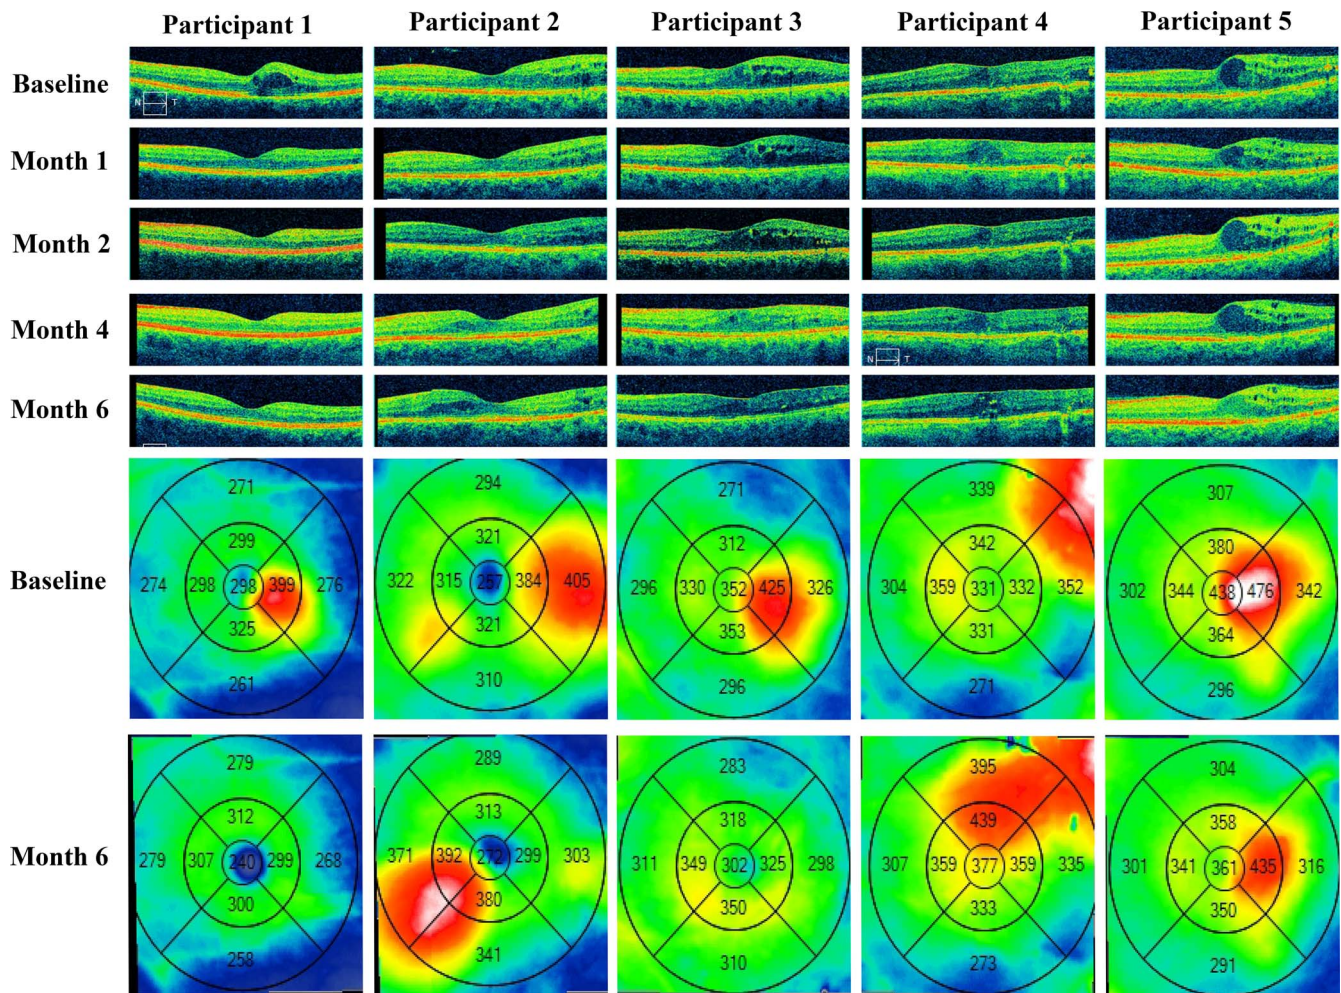 Participant 1 Participant 2 Participant 3 Participant 4 Participant 5
Baseline
N T
Month 1
Month 2
Month 4
N T
Month 6
271 294 271 339 307
299 321 312 342 380
Baseline
274 298 298 399 276 322 315 257 384 405 296 330 352 425 326 304 359 331 332 352 302 344 438 476 342
325 321 353 331 364
261 310 296 271 296
279 289 283 395 304
312 313 318 439 358
Month 6
279 307 240 299 268 371 392 272 299 303 311 349 302 325 298 307 359 377 359 335 301 341 361 435 316
300 380 350 333 350
258 341 310 273 291